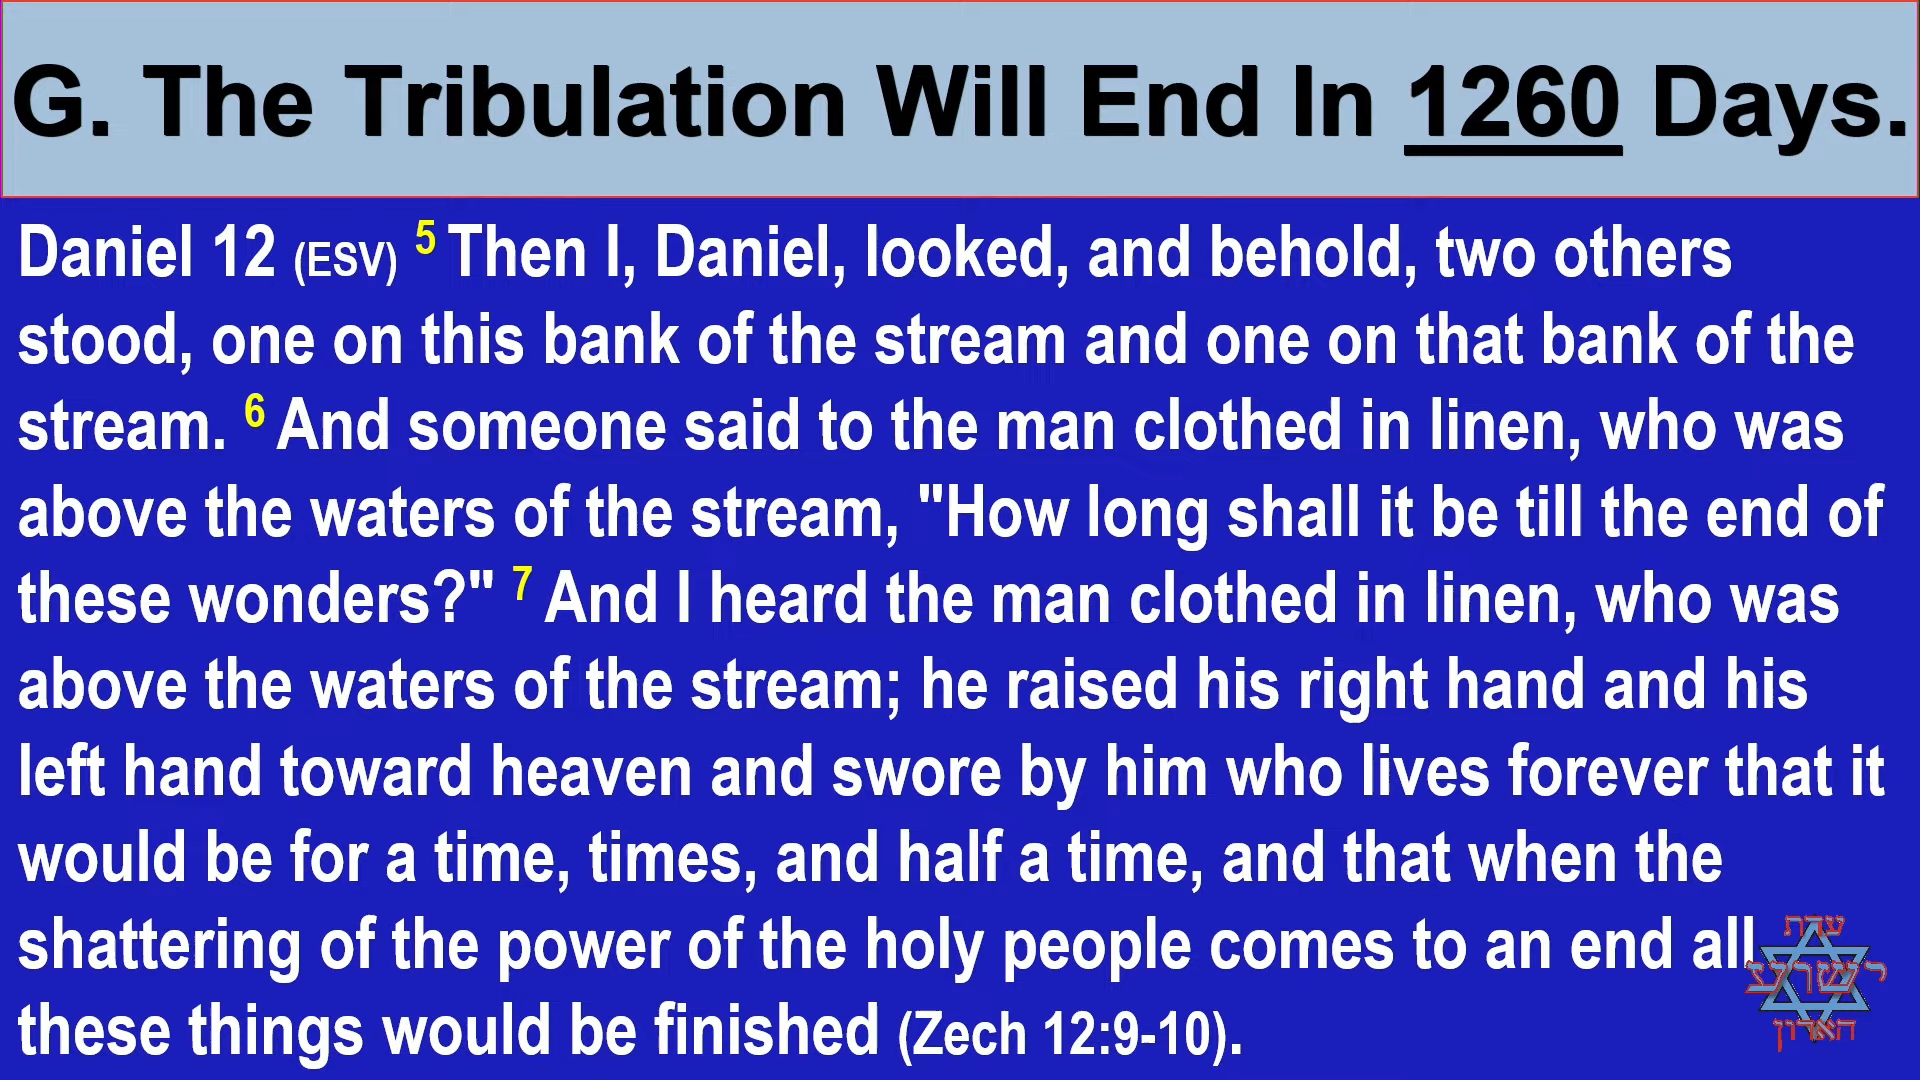 G. The Tribulation Will End In 1260 Days.
Daniel 12 (ESV) 5 Then I, Daniel, looked, and behold, two others
stood, one on this bank of the stream and one on that bank of the
stream. 6 And someone said to the man clothed in linen, who was
above the waters of the stream, "How long shall it be till the end of
these wonders?" 7 And I heard the man clothed in linen, who was
above the waters of the stream; he raised his right hand and his
left hand toward heaven and swore by him who lives forever that it
would be for a time, times, and half a time, and that when the
shattering of the power of the holy people comes to an end all
these things would be finished (Zech 12:9-10).
עדת
האדון